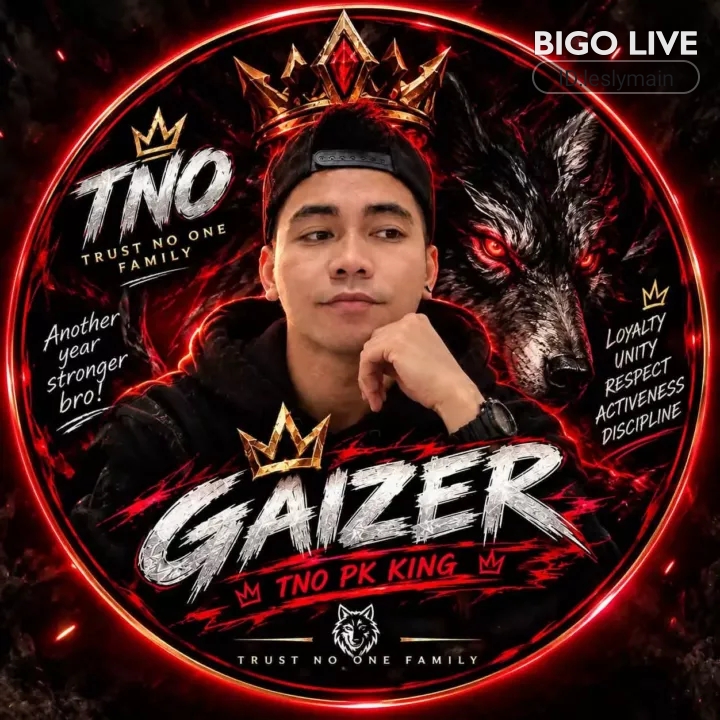 BIGO LIVE
TNO
TRUST NO ONE
FAMILY
Another
year
stronger
bro!
LOYALTY
UNITY
RESPECT
ACTIVENESS
DISCIPLINE
GAIZER
TNO PK KING
TRUST NO ONE FAMILY